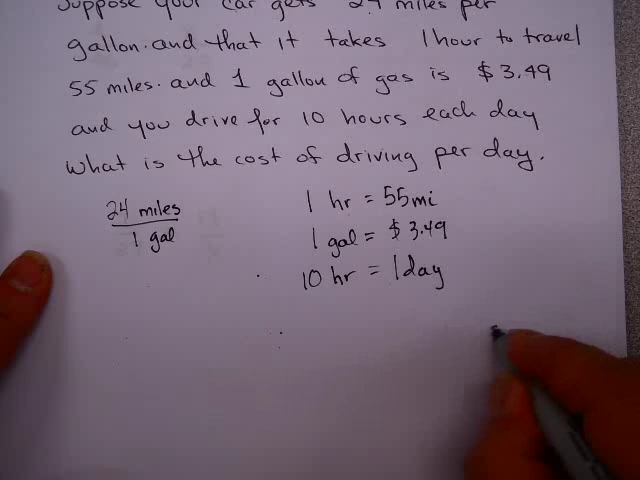 Suppose your car gets 24 miles per
gallon. and that it takes 1 hour to travel
55 miles. and 1 gallon of gas is $3.49
and you drive for 10 hours each day
what is the cost of driving per day.
24 miles
1 gal
1 hr = 55mi
1 gal = $3.49
10 hr = 1day